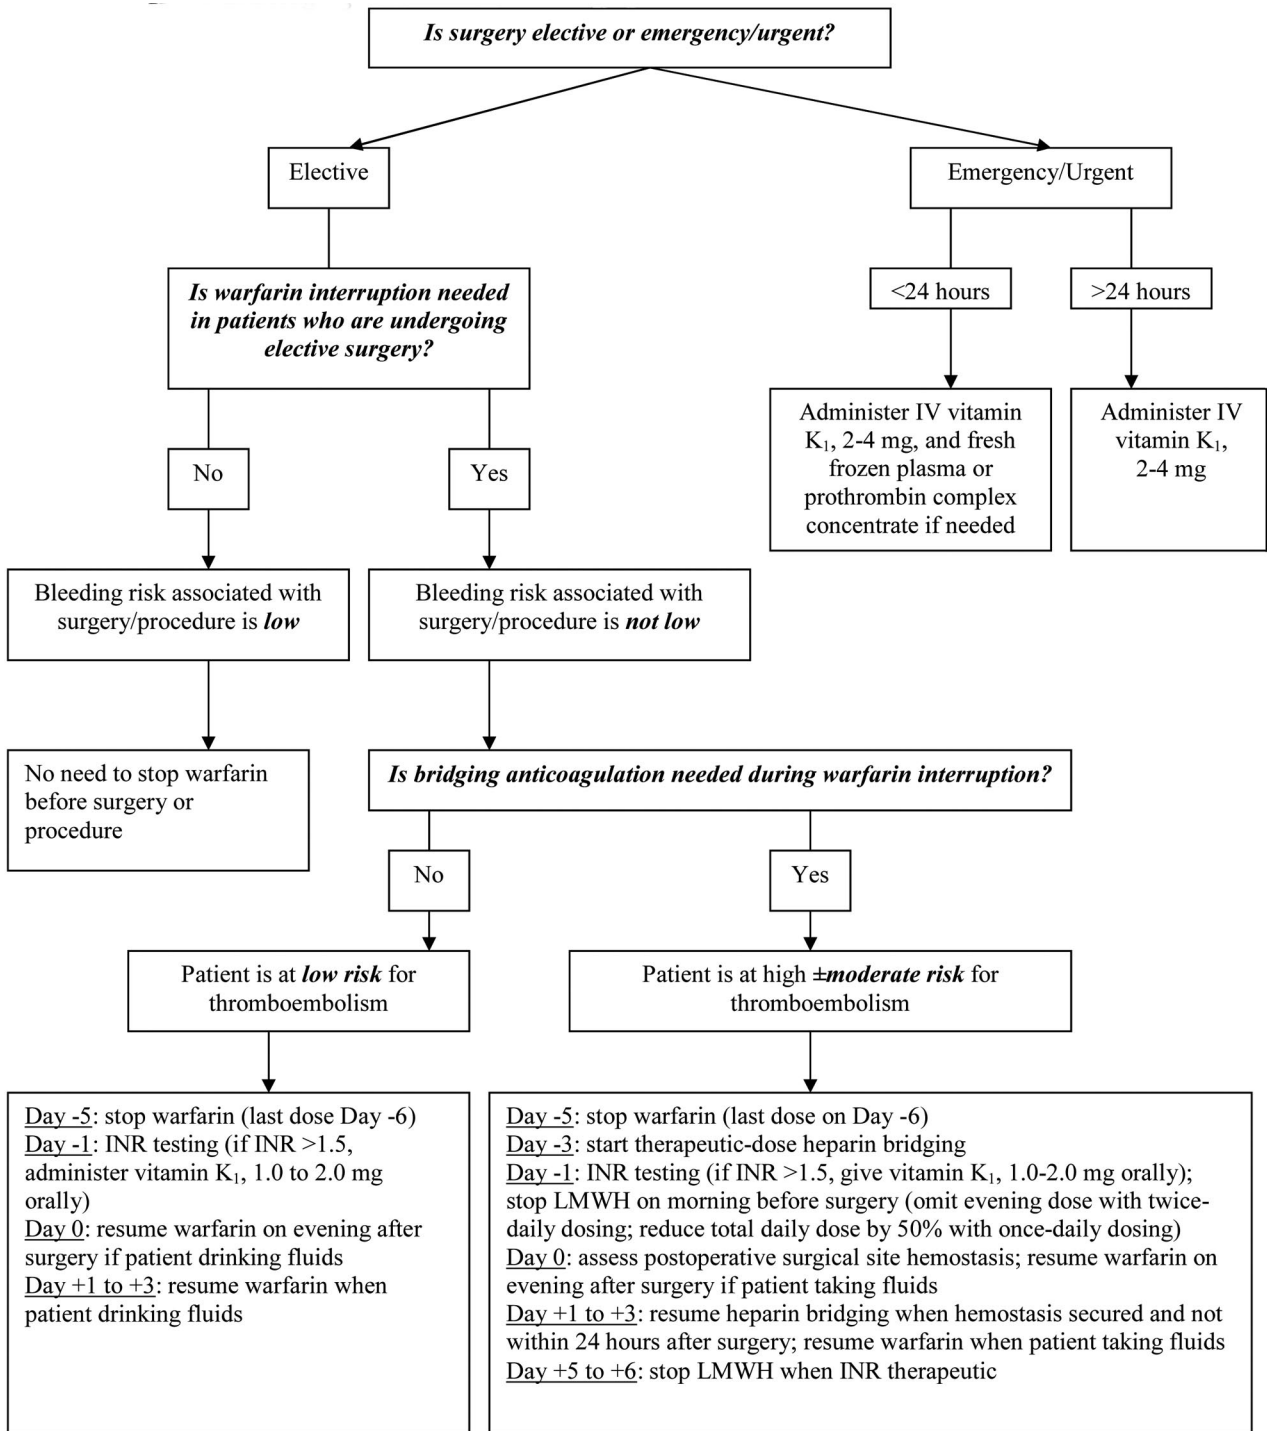 Is surgery elective or emergency/urgent?
Elective
Emergency/Urgent
Is warfarin interruption needed
in patients who are undergoing
elective surgery?
<24 hours
>24 hours
Administer IV vitamin
K₁, 2-4 mg, and fresh
frozen plasma or
prothrombin complex
concentrate if needed
Administer IV
vitamin K₁,
2-4 mg
No
Yes
Bleeding risk associated with
surgery/procedure is low
Bleeding risk associated with
surgery/procedure is not low
No need to stop warfarin
before surgery or
procedure
Is bridging anticoagulation needed during warfarin interruption?
No
Yes
Patient is at low risk for
thromboembolism
Patient is at high ±moderate risk for
thromboembolism
Day -5: stop warfarin (last dose Day -6)
Day -1: INR testing (if INR >1.5,
administer vitamin K₁, 1.0 to 2.0 mg
orally)
Day 0: resume warfarin on evening after
surgery if patient drinking fluids
Day +1 to +3: resume warfarin when
patient drinking fluids
Day -5: stop warfarin (last dose on Day -6)
Day -3: start therapeutic-dose heparin bridging
Day -1: INR testing (if INR >1.5, give vitamin K₁, 1.0-2.0 mg orally);
stop LMWH on morning before surgery (omit evening dose with twice-
daily dosing; reduce total daily dose by 50% with once-daily dosing)
Day 0: assess postoperative surgical site hemostasis; resume warfarin on
evening after surgery if patient taking fluids
Day +1 to +3: resume heparin bridging when hemostasis secured and not
within 24 hours after surgery; resume warfarin when patient taking fluids
Day +5 to +6: stop LMWH when INR therapeutic